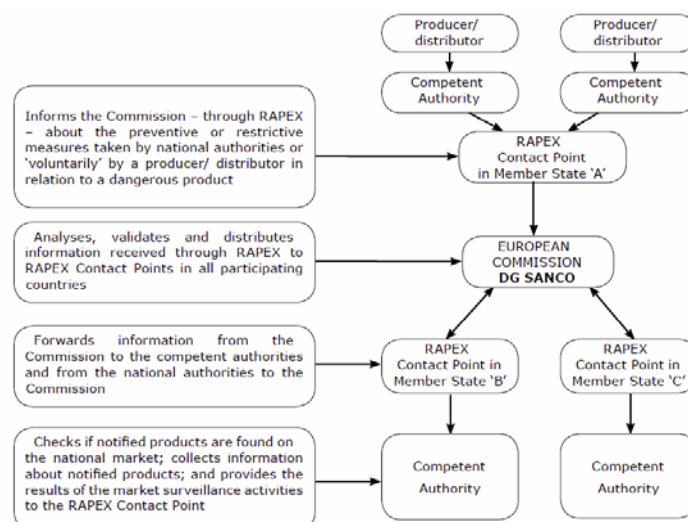 Producer/
distributor
Producer/
distributor
Competent
Authority
Competent
Authority
Informs the Commission – through RAPEX
– about the preventive or restrictive
measures taken by national authorities or
‘voluntarily’ by a producer/ distributor in
relation to a dangerous product
RAPEX
Contact Point
in Member State ‘A’
Analyses, validates and distributes
information received through RAPEX to
RAPEX Contact Points in all participating
countries
EUROPEAN
COMMISSION
DG SANCO
Forwards information from the
Commission to the competent authorities
and from the national authorities to the
Commission
RAPEX
Contact Point in
Member State ‘B’
RAPEX
Contact Point in
Member State ‘C’
Checks if notified products are found on
the national market; collects information
about notified products; and provides the
results of the market surveillance activities
to the RAPEX Contact Point
Competent
Authority
Competent
Authority